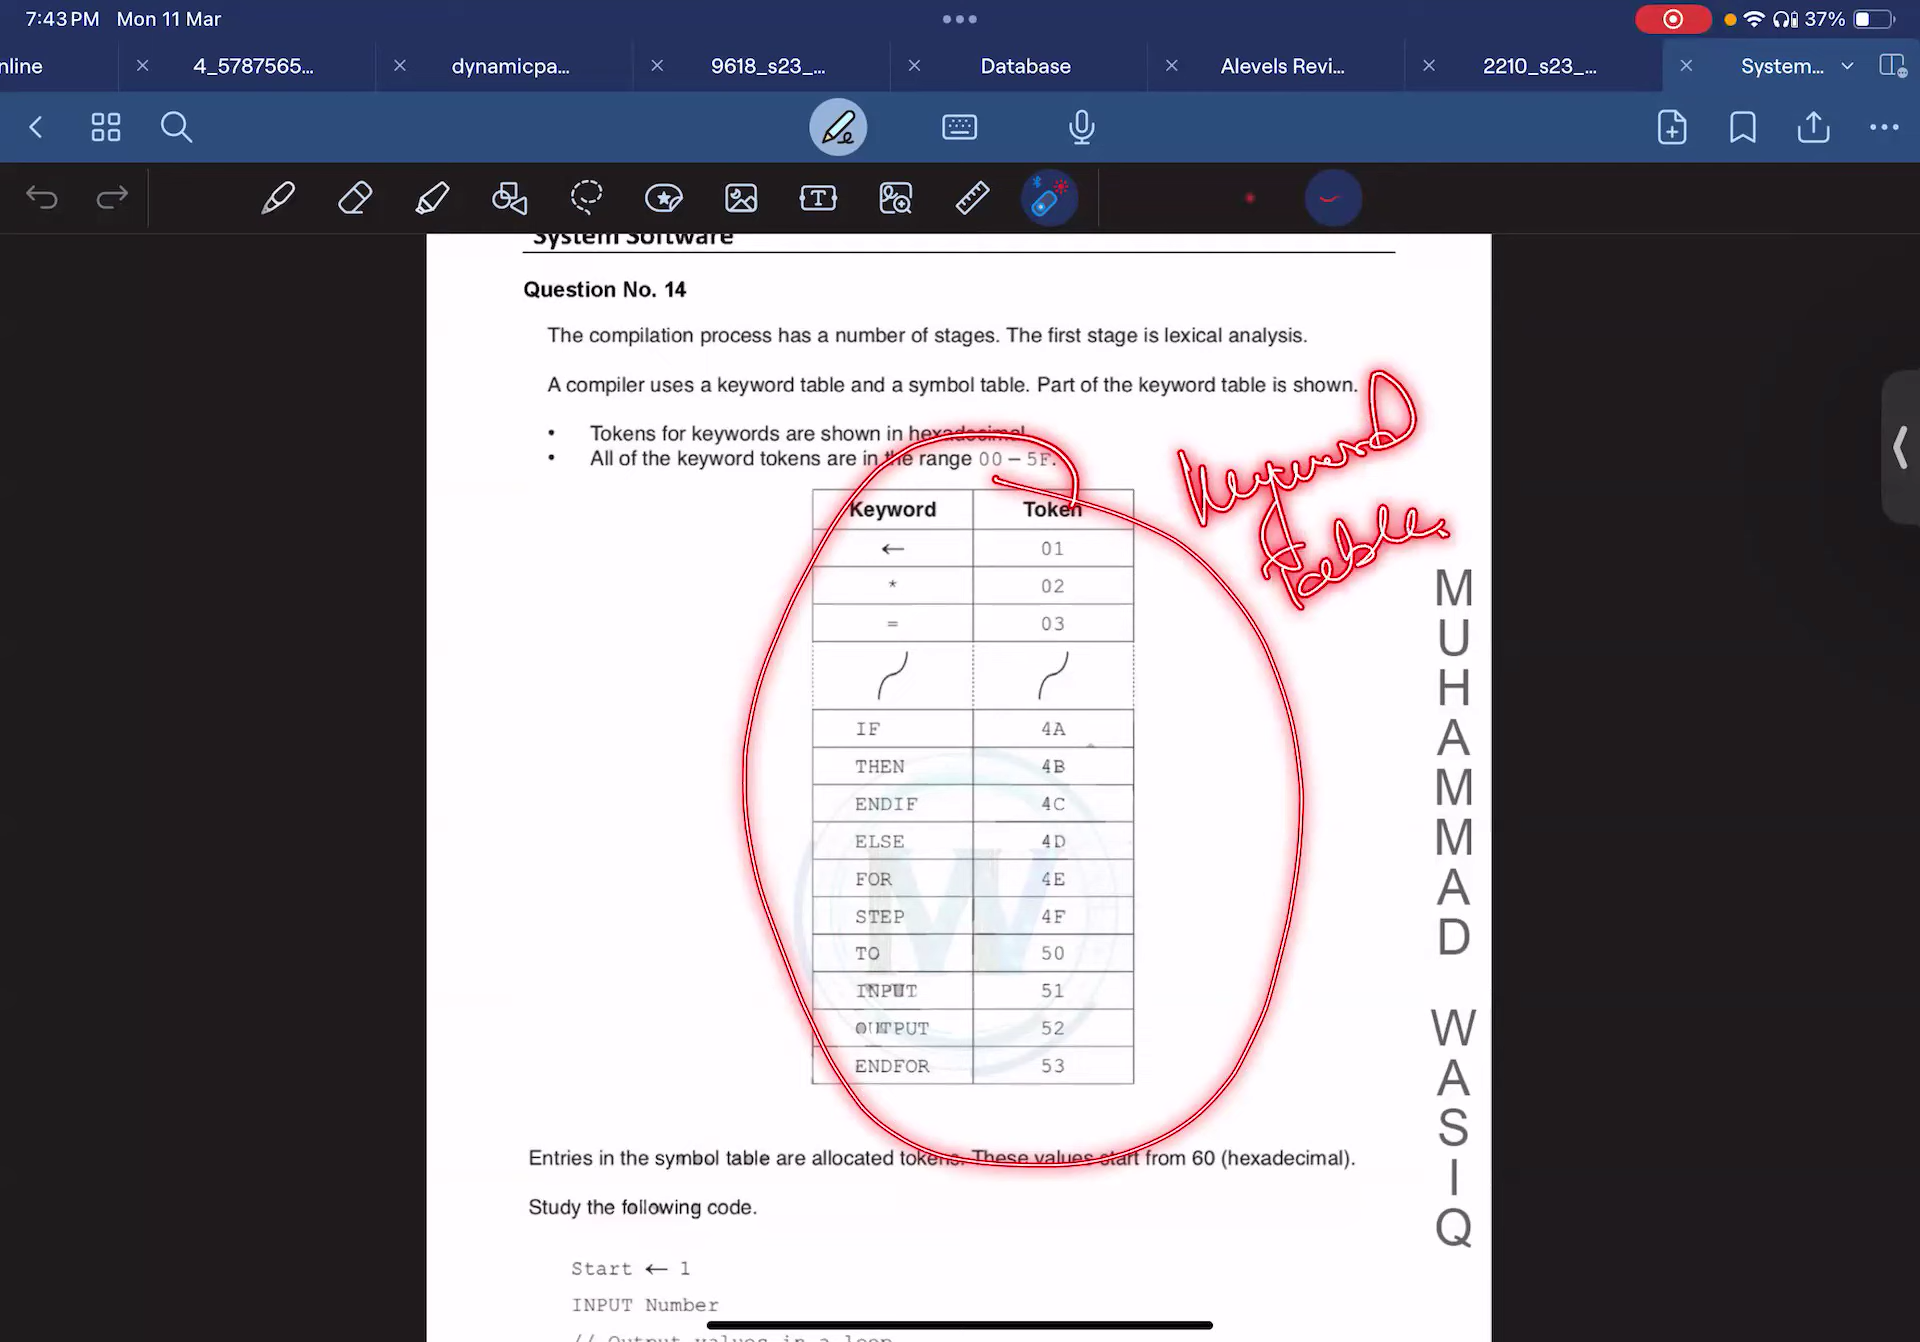 7:43 PM Mon 11 Mar
37%
nline
4_5787565...
dynamicpa...
9618_s23_...
Database
Alevels Revi...
2210_s23_...
System...
System Software
Question No. 14
The compilation process has a number of stages. The first stage is lexical analysis.
A compiler uses a keyword table and a symbol table. Part of the keyword table is shown.
• Tokens for keywords are shown in hexadecimal.
• All of the keyword tokens are in the range 00 – 5F.
Keyword Table
Keyword Token
← 01
* 02
= 03
IF 4A
THEN 4B
ENDIF 4C
ELSE 4D
FOR 4E
STEP 4F
TO 50
INPUT 51
OUTPUT 52
ENDFOR 53
Entries in the symbol table are allocated tokens. These values start from 60 (hexadecimal).
Study the following code.
Start ← 1
INPUT Number
// Output values in a loop
MUHAMMAD WASIQ